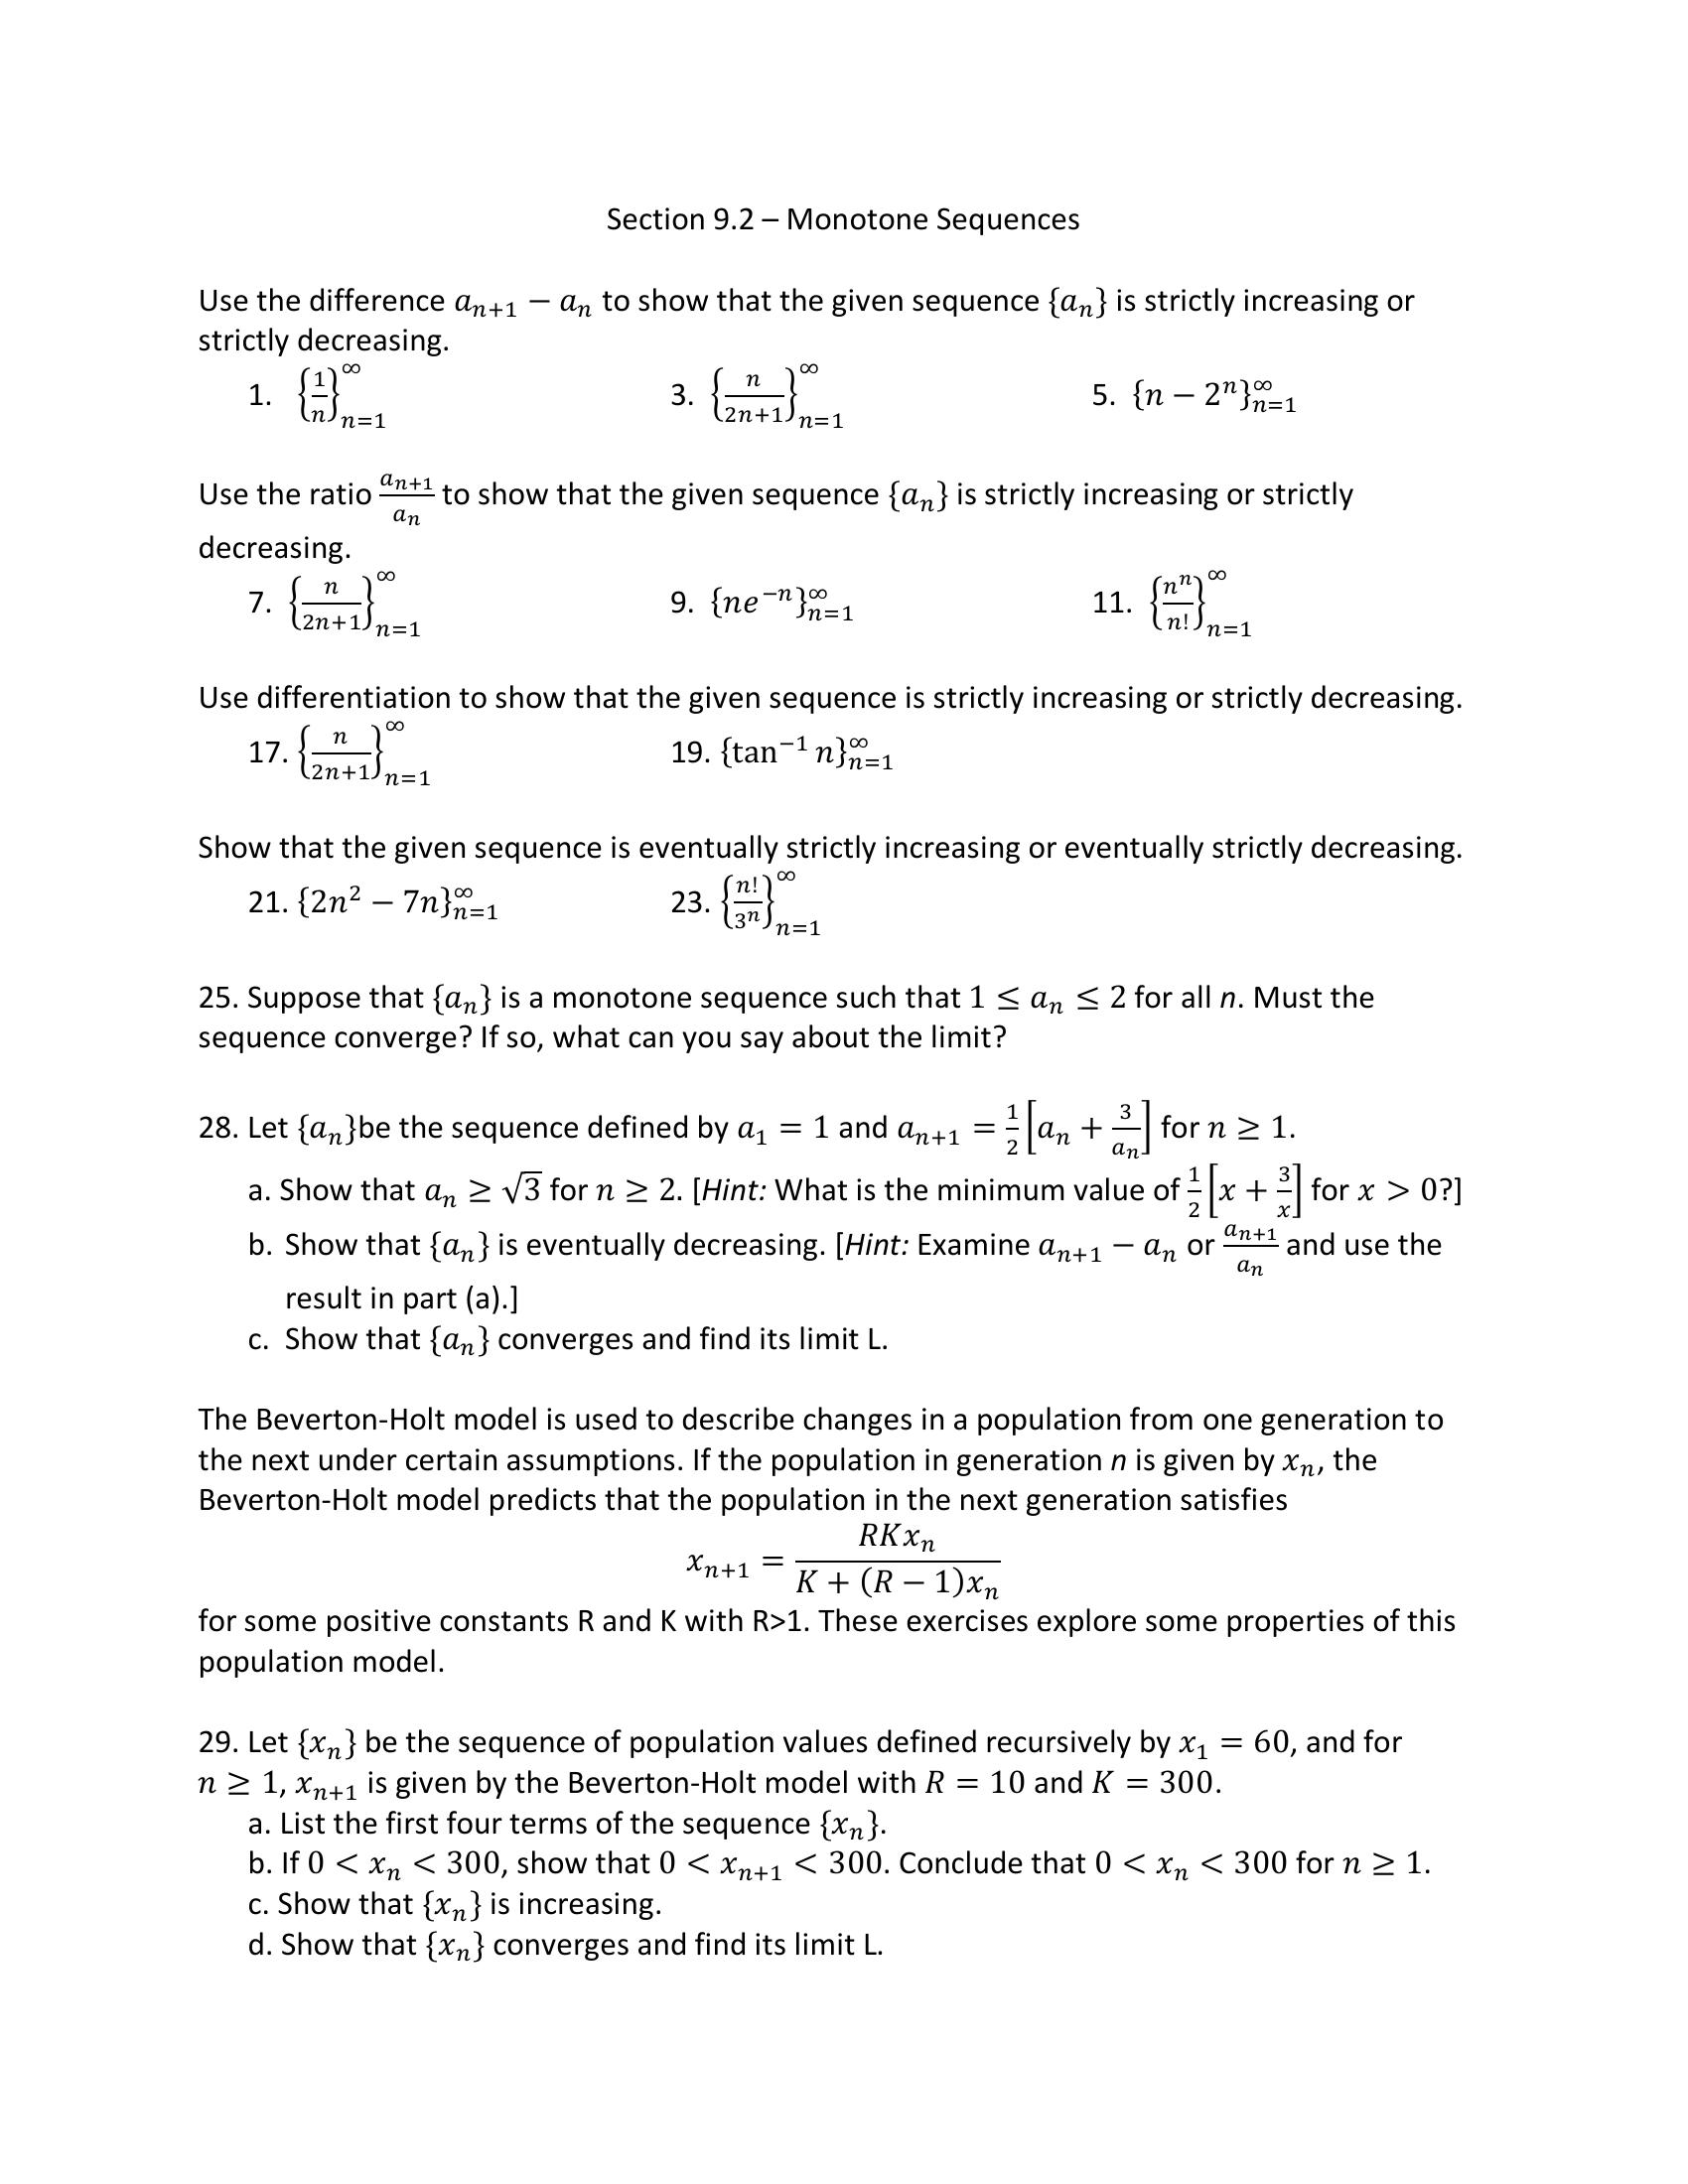 Section 9.2 – Monotone Sequences
Use the difference $a_{n+1} - a_n$ to show that the given sequence $\{a_n\}$ is strictly increasing or
strictly decreasing.
1. $\left\{\frac{1}{n}\right\}_{n=1}^{\infty}$ 3. $\left\{\frac{n}{2n+1}\right\}_{n=1}^{\infty}$ 5. $\{n - 2^n\}_{n=1}^{\infty}$
Use the ratio $\frac{a_{n+1}}{a_n}$ to show that the given sequence $\{a_n\}$ is strictly increasing or strictly
decreasing.
7. $\left\{\frac{n}{2n+1}\right\}_{n=1}^{\infty}$ 9. $\{ne^{-n}\}_{n=1}^{\infty}$ 11. $\left\{\frac{n^n}{n!}\right\}_{n=1}^{\infty}$
Use differentiation to show that the given sequence is strictly increasing or strictly decreasing.
17. $\left\{\frac{n}{2n+1}\right\}_{n=1}^{\infty}$ 19. $\{\tan^{-1} n\}_{n=1}^{\infty}$
Show that the given sequence is eventually strictly increasing or eventually strictly decreasing.
21. $\{2n^2 - 7n\}_{n=1}^{\infty}$ 23. $\left\{\frac{n!}{3^n}\right\}_{n=1}^{\infty}$
25. Suppose that $\{a_n\}$ is a monotone sequence such that $1 \leq a_n \leq 2$ for all n. Must the
sequence converge? If so, what can you say about the limit?
28. Let $\{a_n\}$be the sequence defined by $a_1 = 1$ and $a_{n+1} = \frac{1}{2}\left[a_n + \frac{3}{a_n}\right]$ for $n \geq 1$.
a. Show that $a_n \geq \sqrt{3}$ for $n \geq 2$. [Hint: What is the minimum value of $\frac{1}{2}\left[x + \frac{3}{x}\right]$ for $x > 0$?]
b. Show that $\{a_n\}$ is eventually decreasing. [Hint: Examine $a_{n+1} - a_n$ or $\frac{a_{n+1}}{a_n}$ and use the
result in part (a).]
c. Show that $\{a_n\}$ converges and find its limit L.
The Beverton-Holt model is used to describe changes in a population from one generation to
the next under certain assumptions. If the population in generation n is given by $x_n$, the
Beverton-Holt model predicts that the population in the next generation satisfies
$x_{n+1} = \frac{RKx_n}{K + (R - 1)x_n}$
for some positive constants R and K with R>1. These exercises explore some properties of this
population model.
29. Let $\{x_n\}$ be the sequence of population values defined recursively by $x_1 = 60$, and for
$n \geq 1$, $x_{n+1}$ is given by the Beverton-Holt model with $R = 10$ and $K = 300$.
a. List the first four terms of the sequence $\{x_n\}$.
b. If $0 < x_n < 300$, show that $0 < x_{n+1} < 300$. Conclude that $0 < x_n < 300$ for $n \geq 1$.
c. Show that $\{x_n\}$ is increasing.
d. Show that $\{x_n\}$ converges and find its limit L.